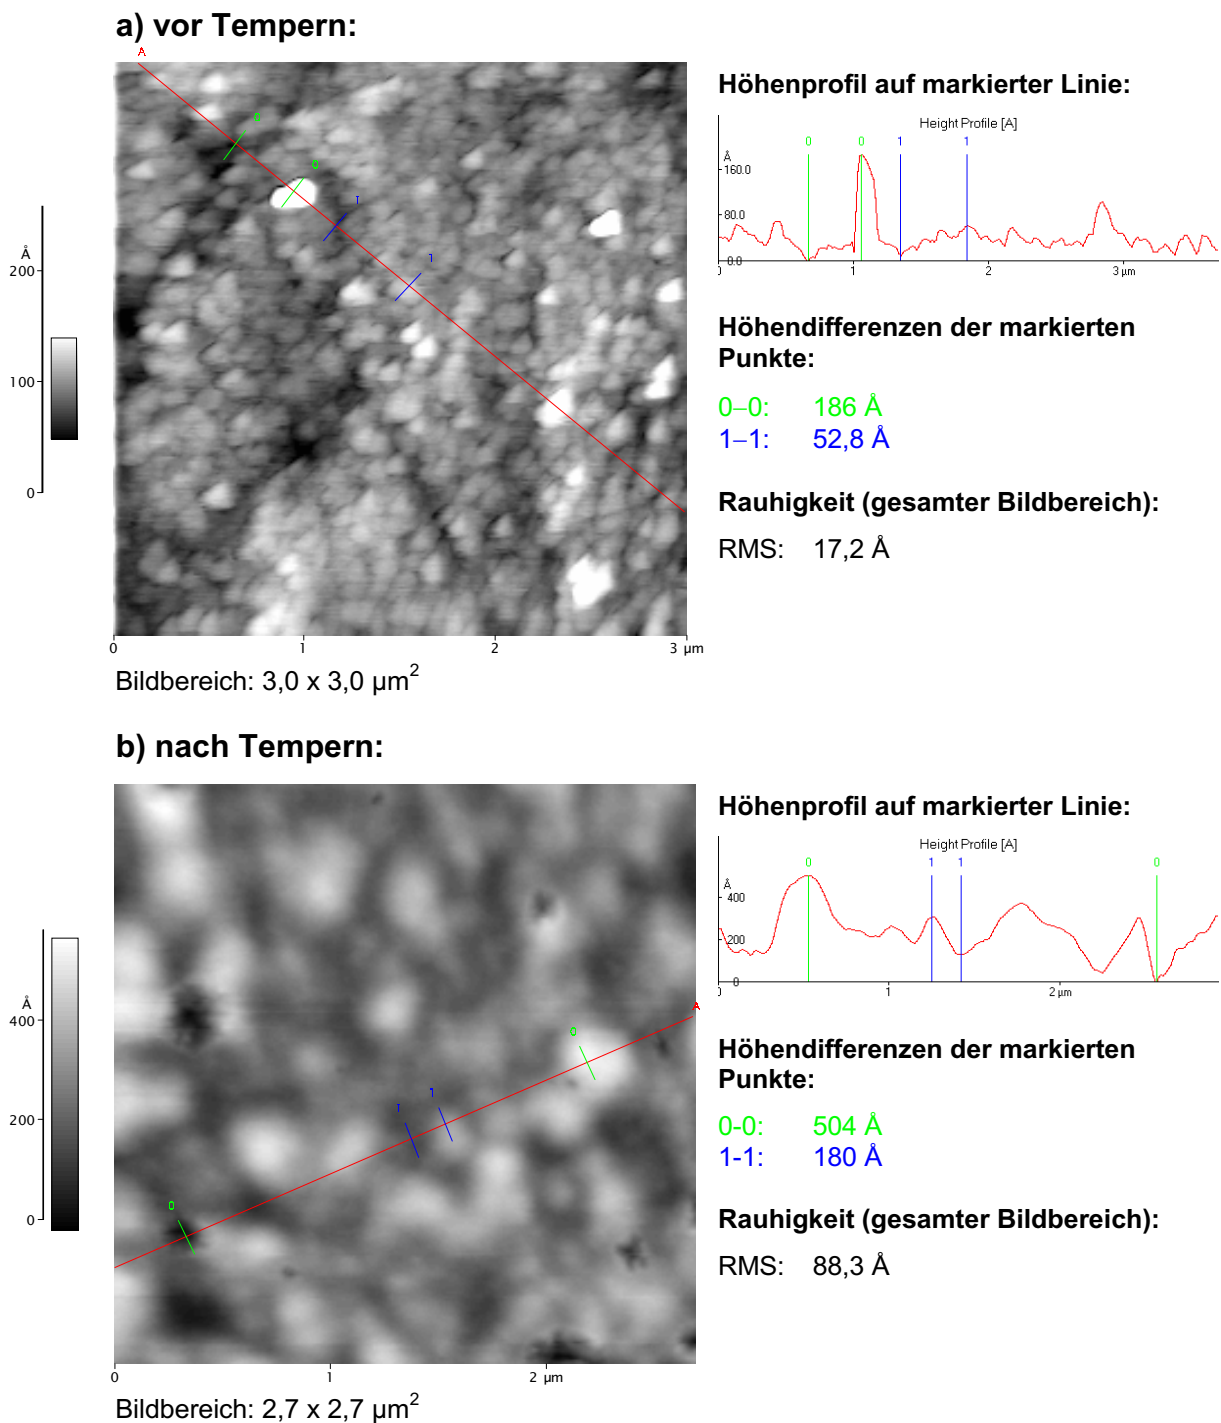 a) vor Tempern:
A
0
0
1
1
Å
200
100
0
0
1
2
3 µm
Bildbereich: 3,0 x 3,0 µm²
Höhenprofil auf markierter Linie:
Height Profile [A]
0
0
1
1
Å
160.0
80.0
0.0
1
2
3 µm
Höhendifferenzen der markierten
Punkte:
0–0: 186 Å
1–1: 52,8 Å
Rauhigkeit (gesamter Bildbereich):
RMS: 17,2 Å
b) nach Tempern:
A
0
1
1
0
Å
400
200
0
0
1
2 µm
Bildbereich: 2,7 x 2,7 µm²
Höhenprofil auf markierter Linie:
Height Profile [A]
0
1
1
0
Å
400
200
0
1
2 µm
Höhendifferenzen der markierten
Punkte:
0-0: 504 Å
1-1: 180 Å
Rauhigkeit (gesamter Bildbereich):
RMS: 88,3 Å